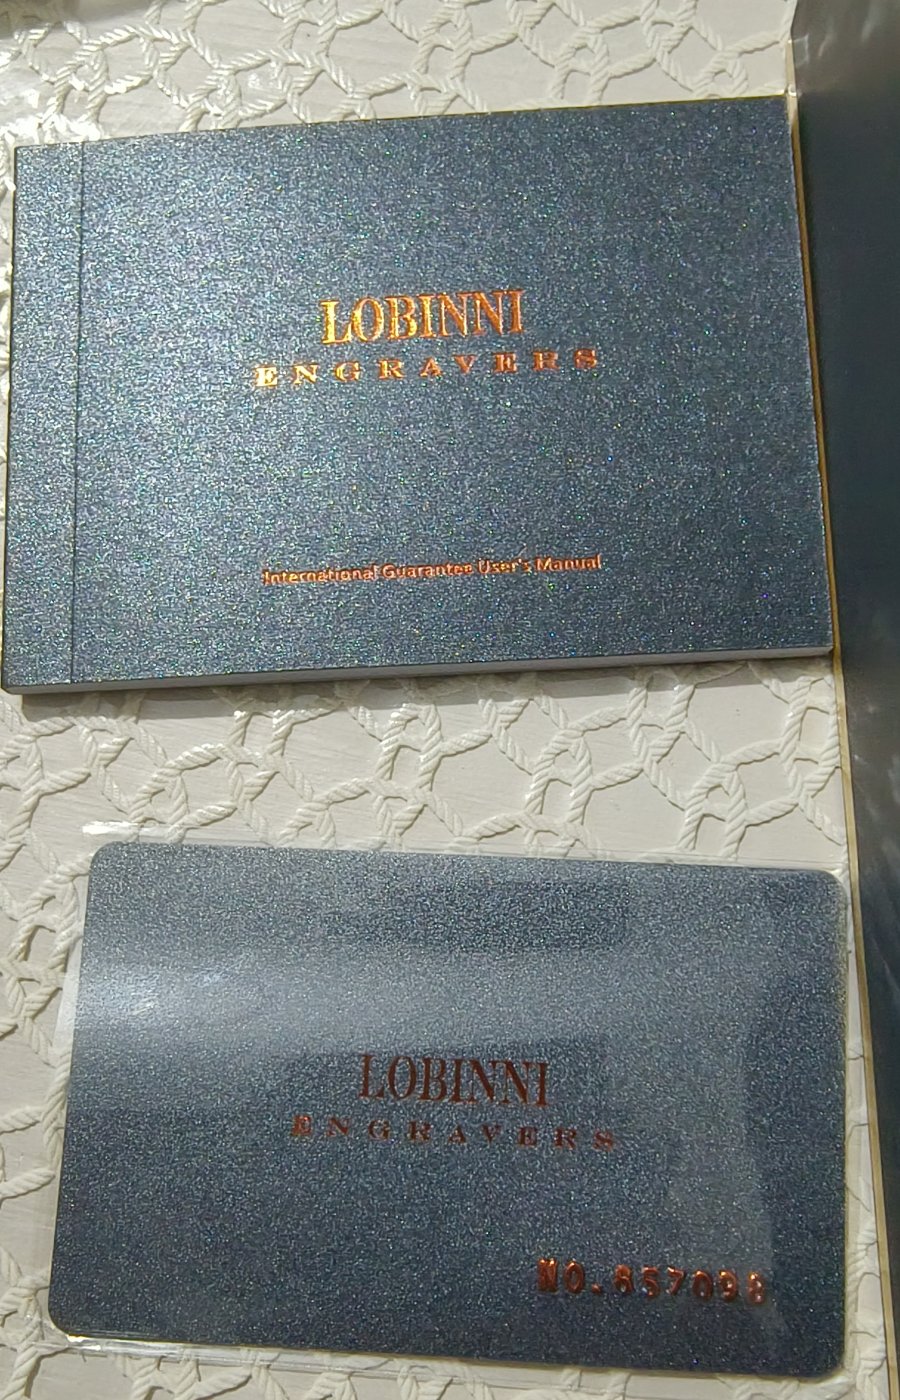 LOBINNI
ENGRAVERS
International Guarantee User's Manual
LOBINNI
ENGRAVERS
NO.857098